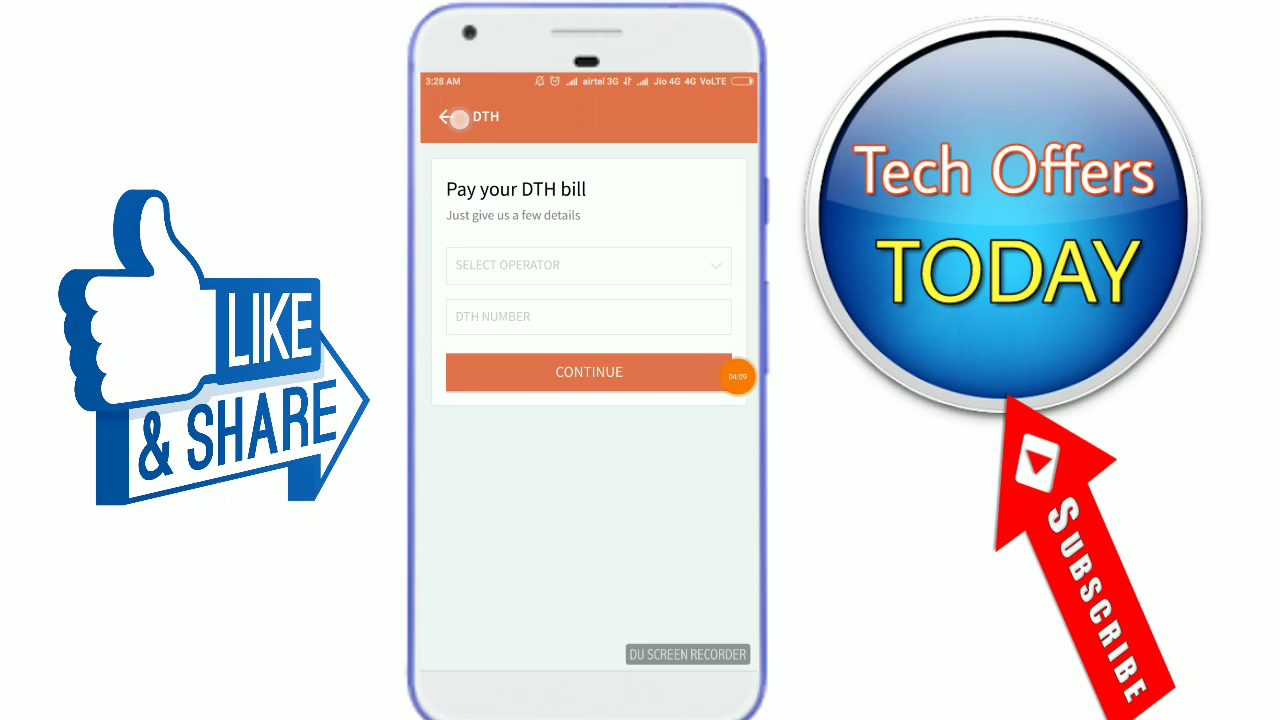 3:28 AM airtel 3G Jio 4G 4G VoLTE
DTH
Pay your DTH bill
Just give us a few details
SELECT OPERATOR
DTH NUMBER
CONTINUE
04:09
DU SCREEN RECORDER
LIKE
& SHARE
Tech Offers
TODAY
SUBSCRIBE